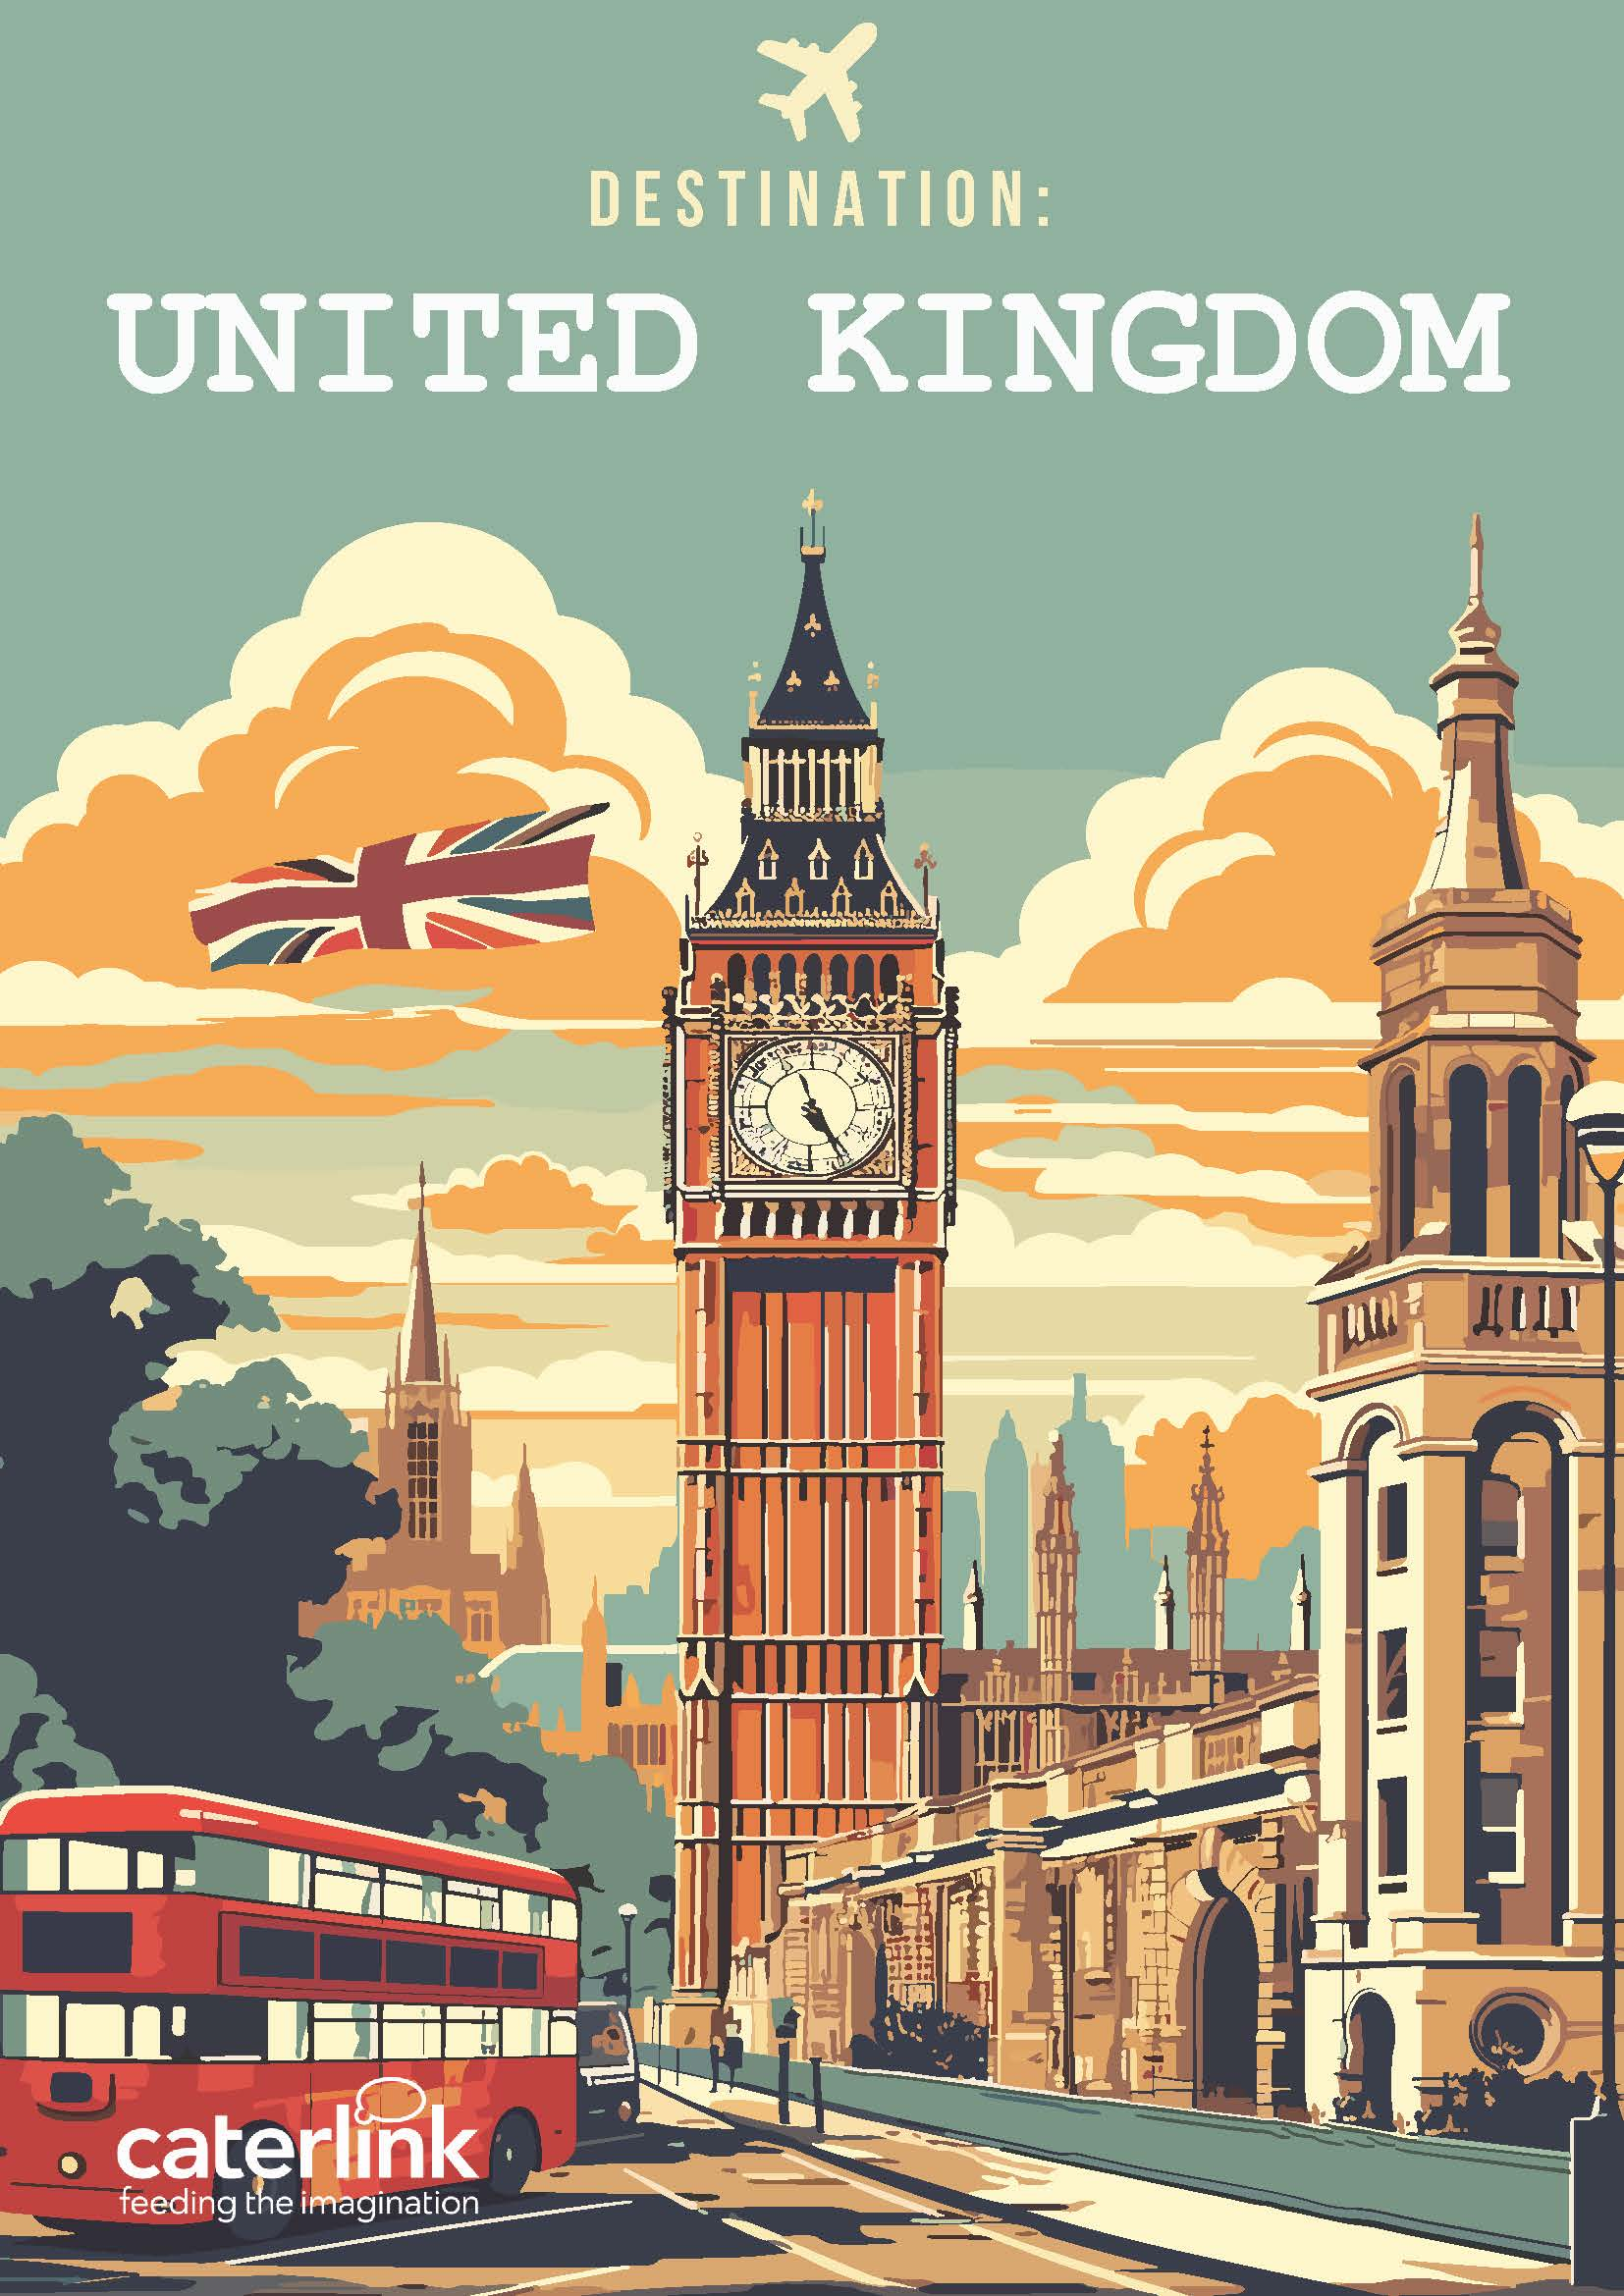 DESTINATION:
UNITED KINGDOM
caterlink
feeding the imagination